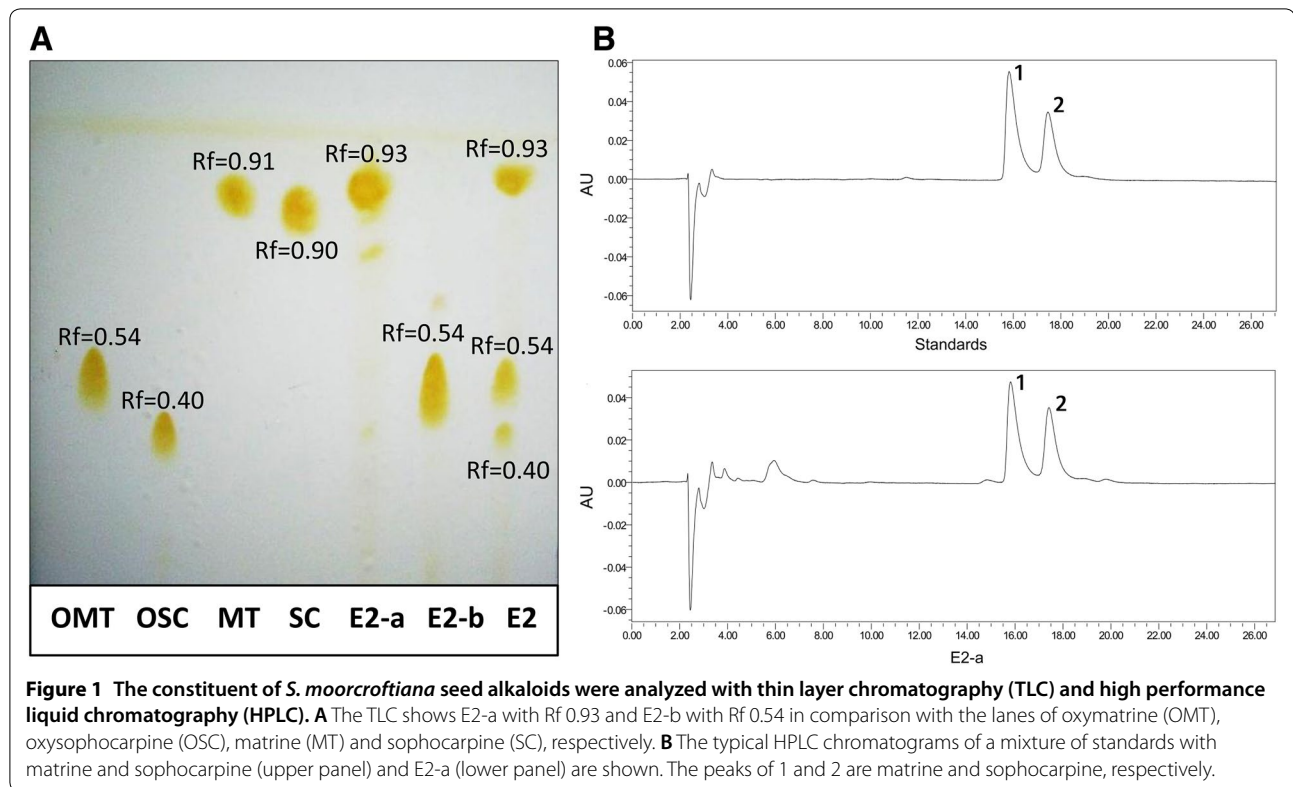 A
Rf=0.91
Rf=0.93
Rf=0.93
Rf=0.90
Rf=0.54
Rf=0.54
Rf=0.54
Rf=0.40
Rf=0.40
OMT OSC MT SC E2-a E2-b E2
B
0.06
0.04
0.02
0.00
-0.02
-0.04
-0.06
AU
1
2
0.00 2.00 4.00 6.00 8.00 10.00 12.00 14.00 16.00 18.00 20.00 22.00 24.00 26.00
Standards
0.04
0.02
0.00
-0.02
-0.04
-0.06
AU
1
2
0.00 2.00 4.00 6.00 8.00 10.00 12.00 14.00 16.00 18.00 20.00 22.00 24.00 26.00
E2-a
Figure 1 The constituent of S. moorcroftiana seed alkaloids were analyzed with thin layer chromatography (TLC) and high performance
liquid chromatography (HPLC). A The TLC shows E2-a with Rf 0.93 and E2-b with Rf 0.54 in comparison with the lanes of oxymatrine (OMT),
oxysophocarpine (OSC), matrine (MT) and sophocarpine (SC), respectively. B The typical HPLC chromatograms of a mixture of standards with
matrine and sophocarpine (upper panel) and E2-a (lower panel) are shown. The peaks of 1 and 2 are matrine and sophocarpine, respectively.